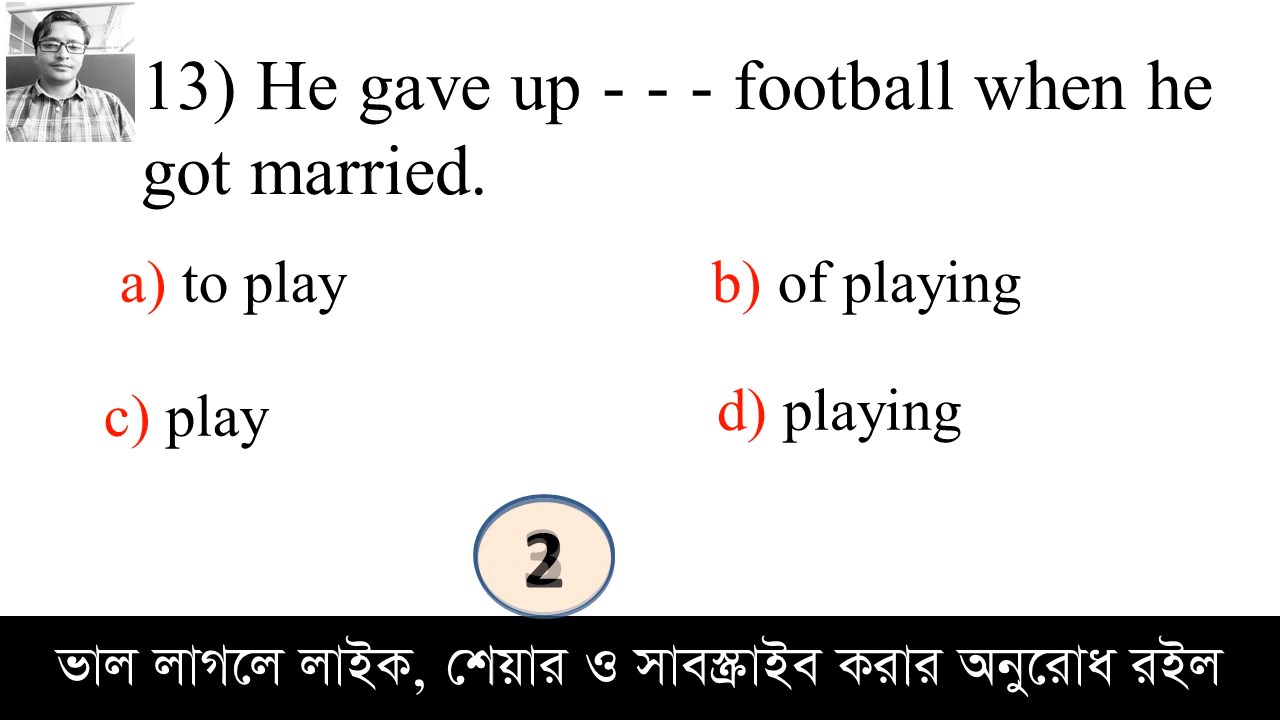 13) He gave up - - - football when he
got married.
a) to play
b) of playing
c) play
d) playing
2
ভাল লাগলে লাইক, শেয়ার ও সাবস্ক্রাইব করার অনুরোধ রইল